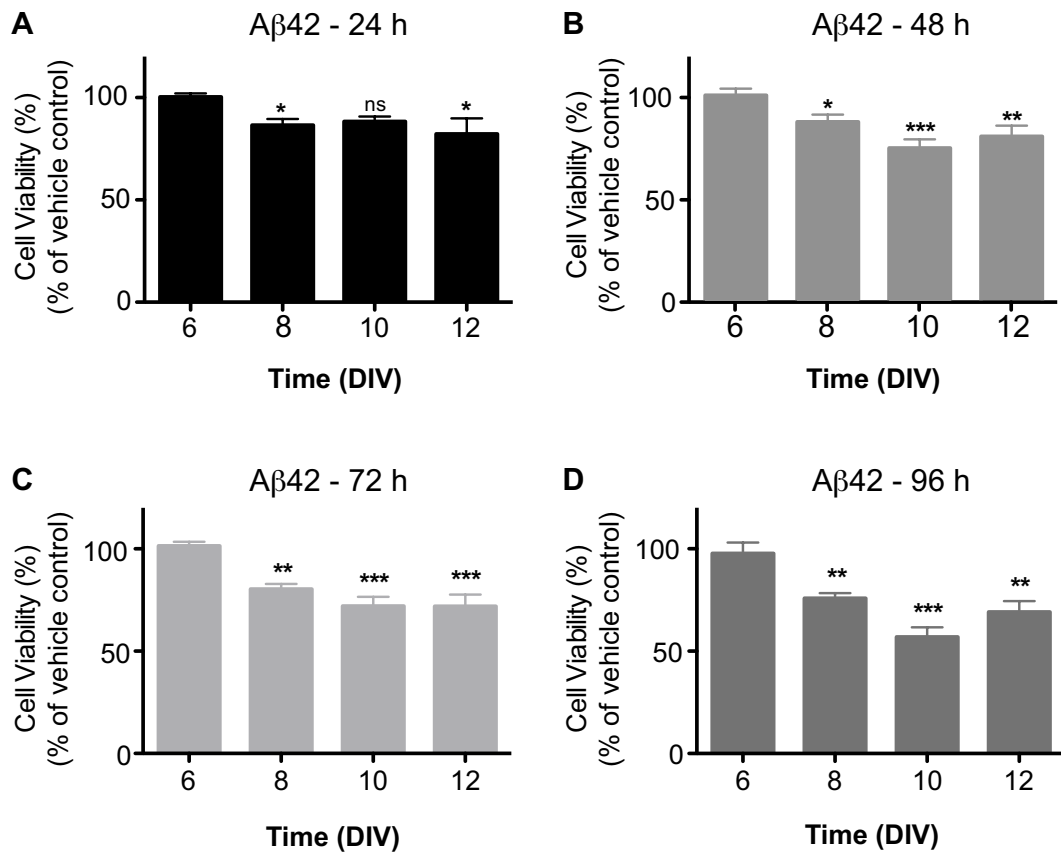 A
Aβ42 - 24 h
Cell Viability (%)
(% of vehicle control)
100
50
0
*
ns
*
6 8 10 12
Time (DIV)
B
Aβ42 - 48 h
Cell Viability (%)
(% of vehicle control)
100
50
0
*
***
**
6 8 10 12
Time (DIV)
C
Aβ42 - 72 h
Cell Viability (%)
(% of vehicle control)
100
50
0
**
***
***
6 8 10 12
Time (DIV)
D
Aβ42 - 96 h
Cell Viability (%)
(% of vehicle control)
100
50
0
**
***
**
6 8 10 12
Time (DIV)